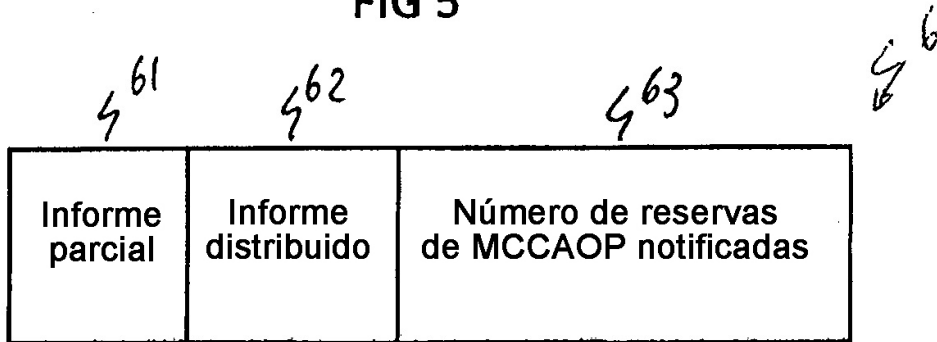 FIG 5
61
62
63
6
Informe
parcial
Informe
distribuido
Número de reservas
de MCCAOP notificadas